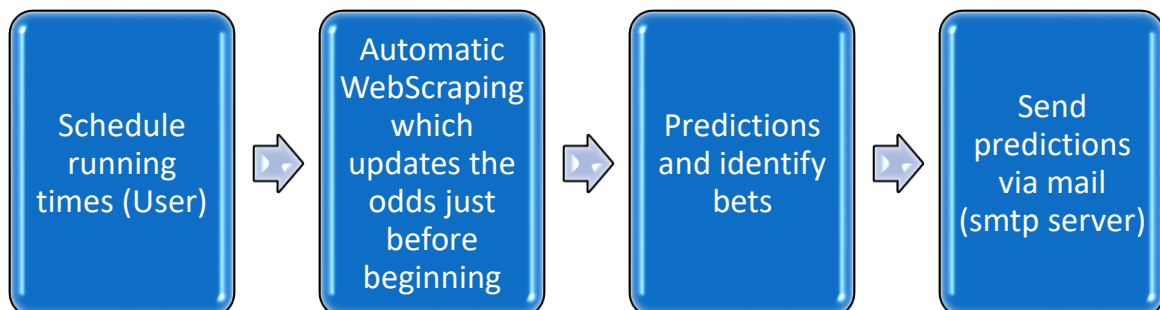 Schedule
running
times (User)
Automatic
WebScraping
which
updates the
odds just
before
beginning
Predictions
and identify
bets
Send
predictions
via mail
(smtp server)